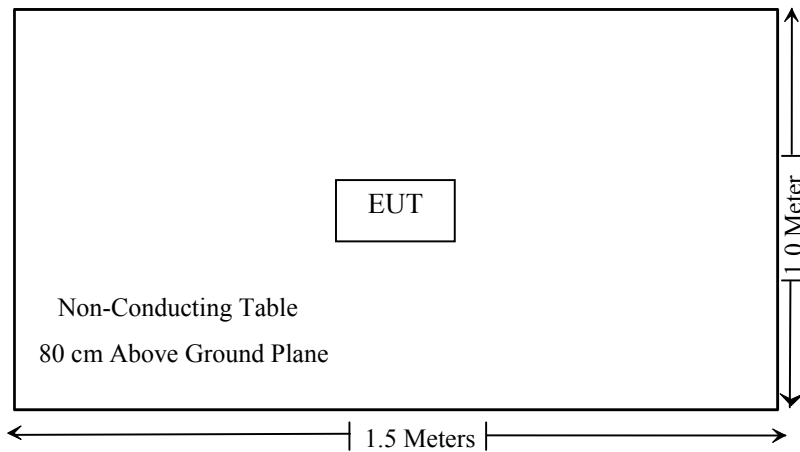 EUT
Non-Conducting Table
80 cm Above Ground Plane
1.0 Meter
1.5 Meters